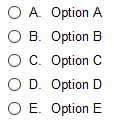 A. Option A
B. Option B
C. Option C
D. Option D
E. Option E